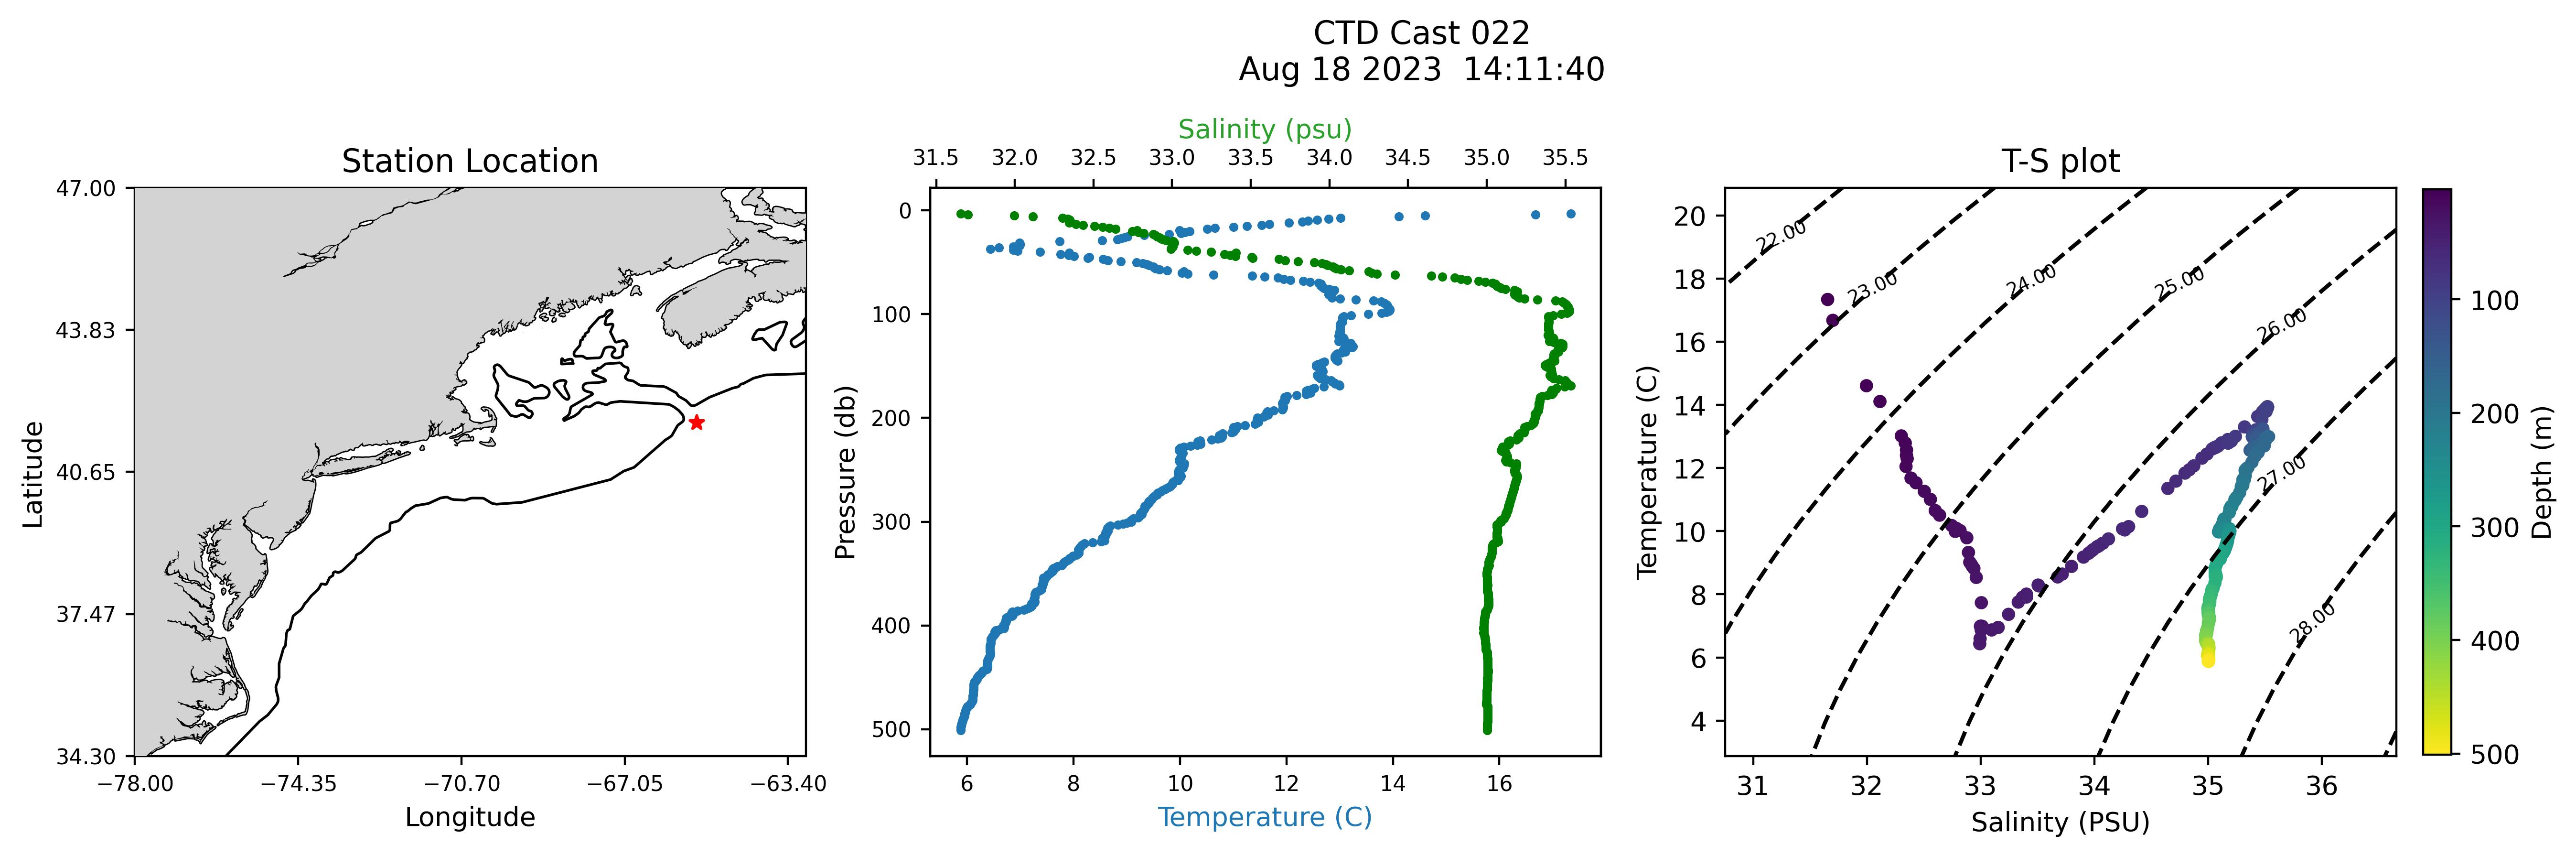 CTD Cast 022
Aug 18 2023  14:11:40
Station Location
47.00
43.83
40.65
37.47
34.30
−78.00
−74.35
−70.70
−67.05
−63.40
Latitude
Longitude
Salinity (psu)
31.5 32.0 32.5 33.0 33.5 34.0 34.5 35.0 35.5
0
100
200
300
400
500
Pressure (db)
6 8 10 12 14 16
Temperature (C)
T-S plot
20
18
16
14
12
10
8
6
4
Temperature (C)
22.00
23.00
24.00
25.00
26.00
27.00
28.00
31 32 33 34 35 36
Salinity (PSU)
100
200
300
400
500
Depth (m)